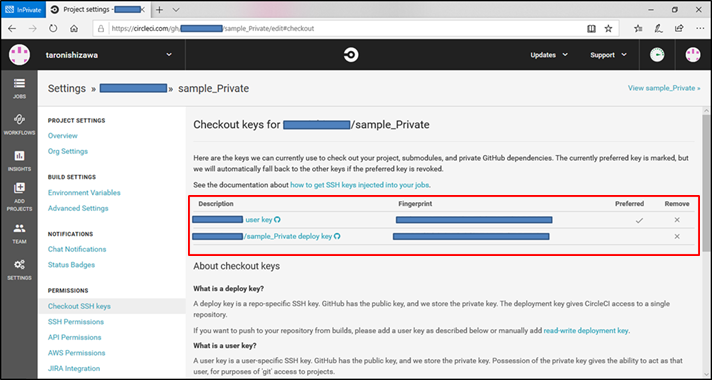 InPrivate
Project settings -
https://circleci.com/gh/ /sample_Private/edit#checkout
taronishizawa
Updates
Support
JOBS
WORKFLOWS
INSIGHTS
ADD PROJECTS
TEAM
SETTINGS
Settings » » sample_Private
View sample_Private »
PROJECT SETTINGS
Overview
Org Settings
BUILD SETTINGS
Environment Variables
Advanced Settings
NOTIFICATIONS
Chat Notifications
Status Badges
PERMISSIONS
Checkout SSH keys
SSH Permissions
API Permissions
AWS Permissions
JIRA Integration
Checkout keys for /sample_Private
Here are the keys we can currently use to check out your project, submodules, and private GitHub dependencies. The currently preferred key is marked, but
we will automatically fall back to the other keys if the preferred key is revoked.
See the documentation about how to get SSH keys injected into your jobs.
Description Fingerprint Preferred Remove
user key
/sample_Private deploy key
About checkout keys
What is a deploy key?
A deploy key is a repo-specific SSH key. GitHub has the public key, and we store the private key. The deployment key gives CircleCI access to a single
repository.
If you want to push to your repository from builds, please add a user key as described below or manually add read-write deployment key.
What is a user key?
A user key is a user-specific SSH key. GitHub has the public key, and we store the private key. Possession of the private key gives the ability to act as that
user, for purposes of 'git' access to projects.